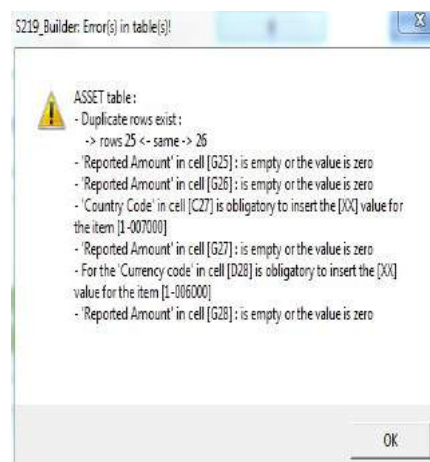 S219_Builder: Error(s) in table(s)!
ASSET table :
- Duplicate rows exist :
-> rows 25 <- same -> 26
- 'Reported Amount' in cell [G25] : is empty or the value is zero
- 'Reported Amount' in cell [G26] : is empty or the value is zero
- 'Country Code' in cell [C27] is obligatory to insert the [XX] value for
the item [1-007000]
- 'Reported Amount' in cell [G27] : is empty or the value is zero
- For the 'Currency code' in cell [D28] is obligatory to insert the [XX]
value for the item [1-006000]
- 'Reported Amount' in cell [G28] : is empty or the value is zero
OK